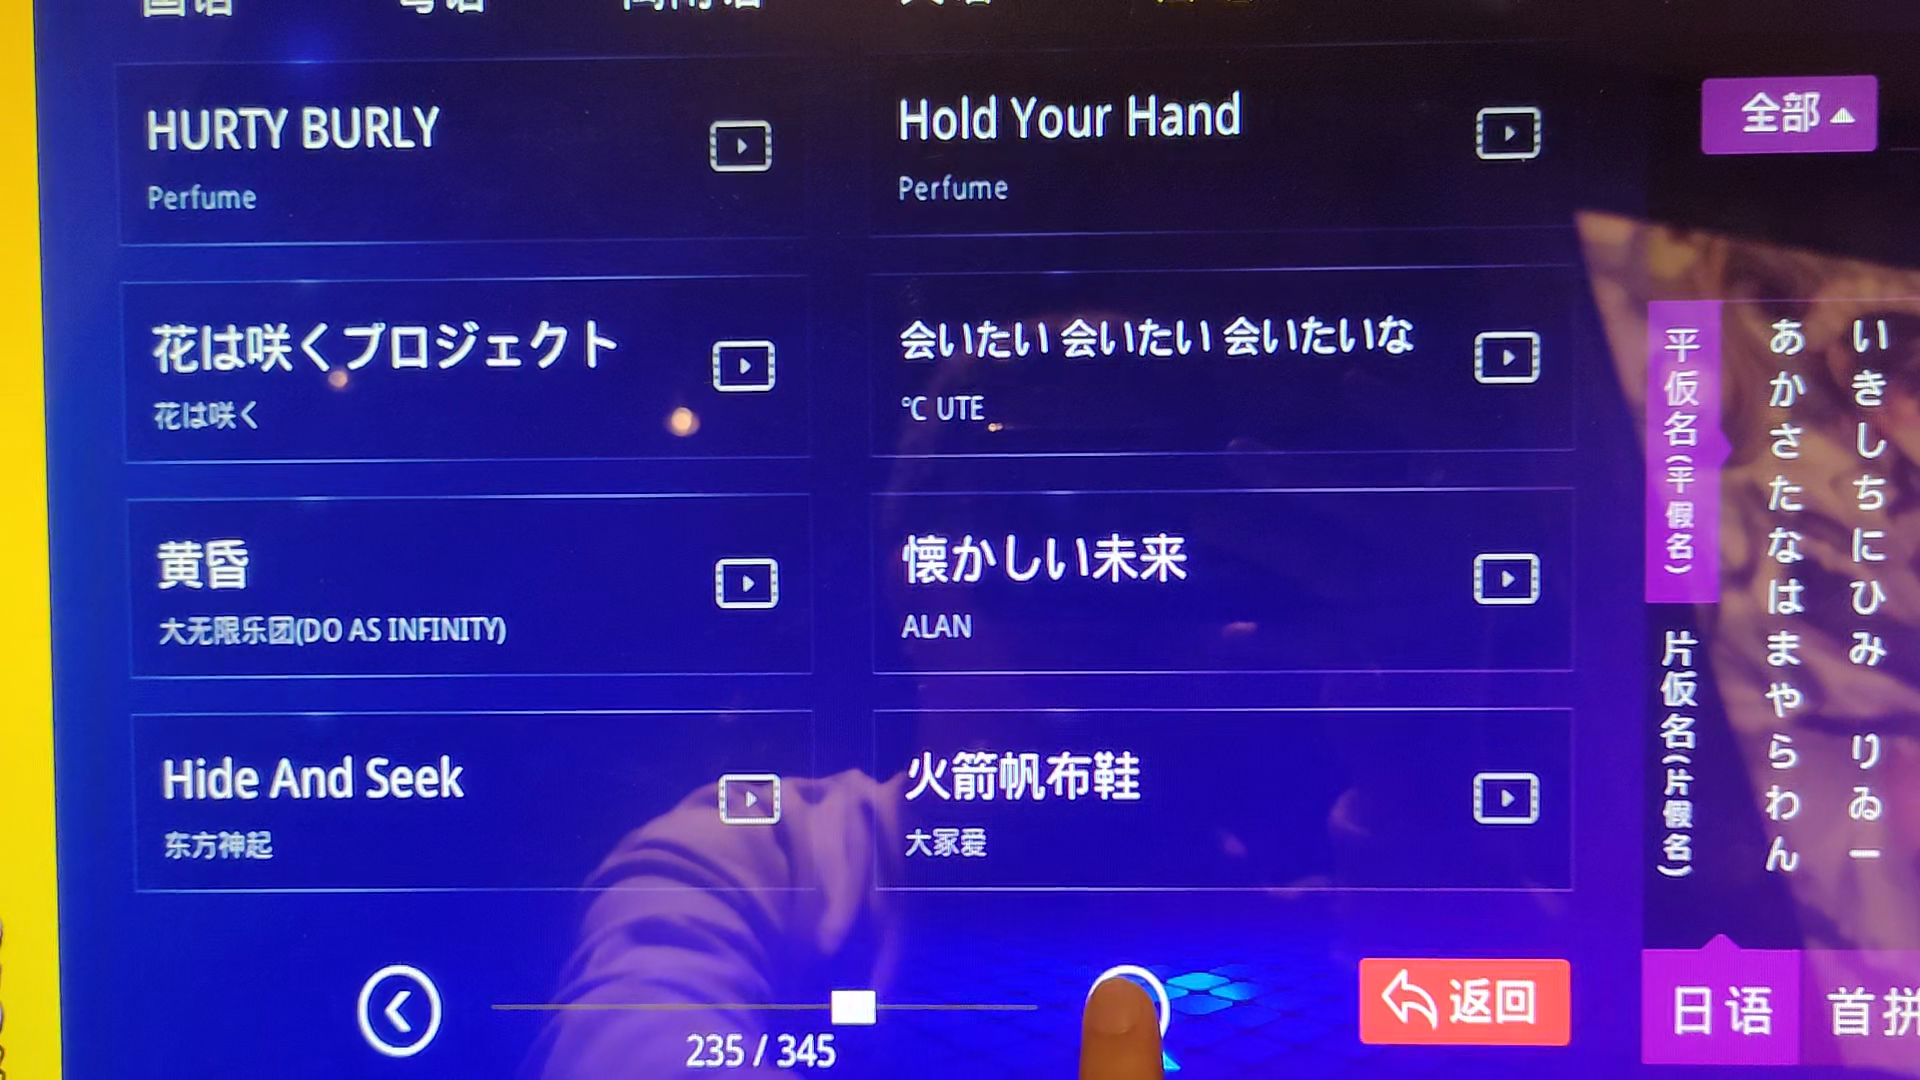 HURTY BURLY
Perfume
Hold Your Hand
Perfume
花は咲くプロジェクト
花は咲く
会いたい 会いたい 会いたいな
℃ UTE
黄昏
大无限乐团(DO AS INFINITY)
懐かしい未来
ALAN
Hide And Seek
东方神起
火箭帆布鞋
大冢爱
235 / 345
返回
全部
平仮名(平假名)
片仮名(片假名)
あかさたなはまやらわん
いきしちにひみ りゐー
日语
首拼